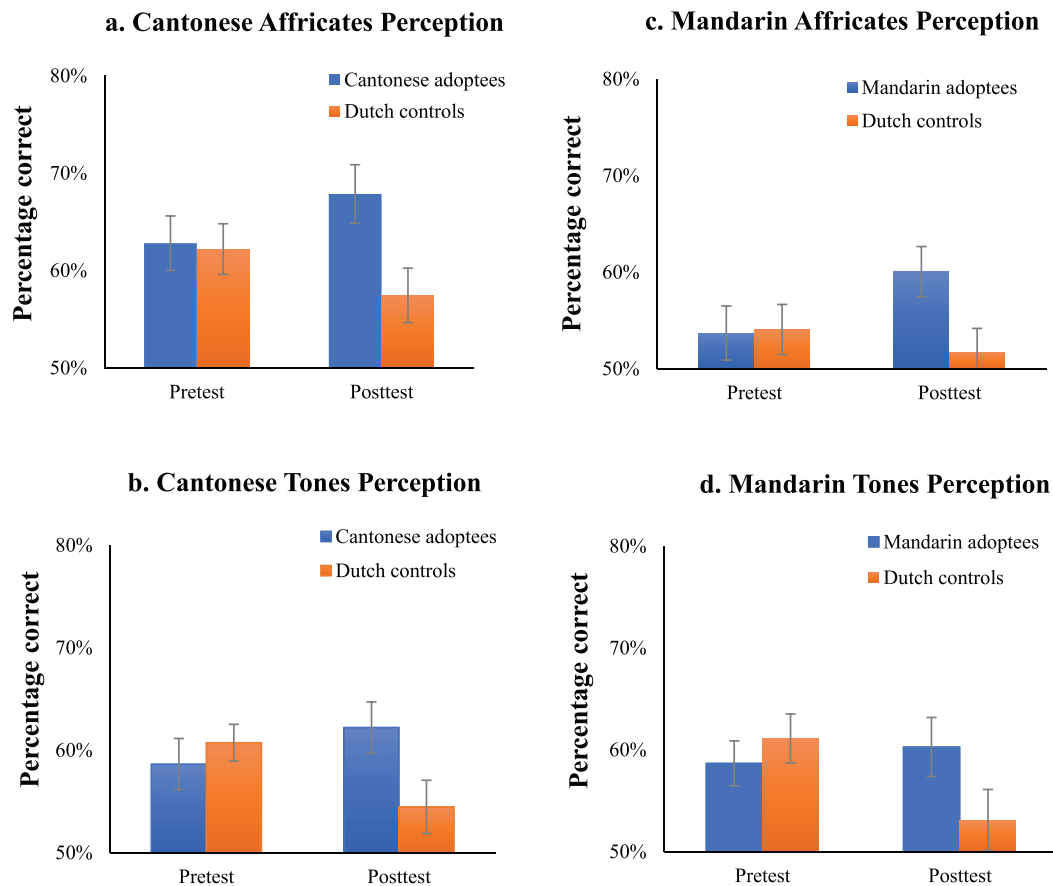 a. Cantonese Affricates Perception
Percentage correct
80%
70%
60%
50%
Cantonese adoptees
Dutch controls
Pretest
Posttest
c. Mandarin Affricates Perception
Percentage correct
80%
70%
60%
50%
Mandarin adoptees
Dutch controls
Pretest
Posttest
b. Cantonese Tones Perception
Percentage correct
80%
70%
60%
50%
Cantonese adoptees
Dutch controls
Pretest
Posttest
d. Mandarin Tones Perception
Percentage correct
80%
70%
60%
50%
Mandarin adoptees
Dutch controls
Pretest
Posttest